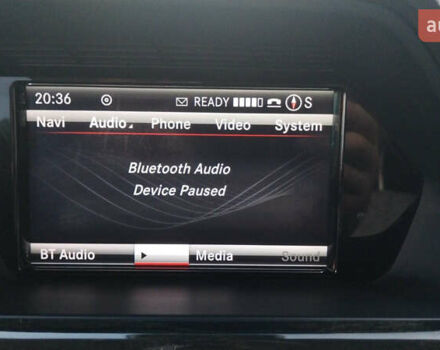 20:36 READY S
Navi Audio Phone Video System
Bluetooth Audio
Device Paused
BT Audio Media Sound